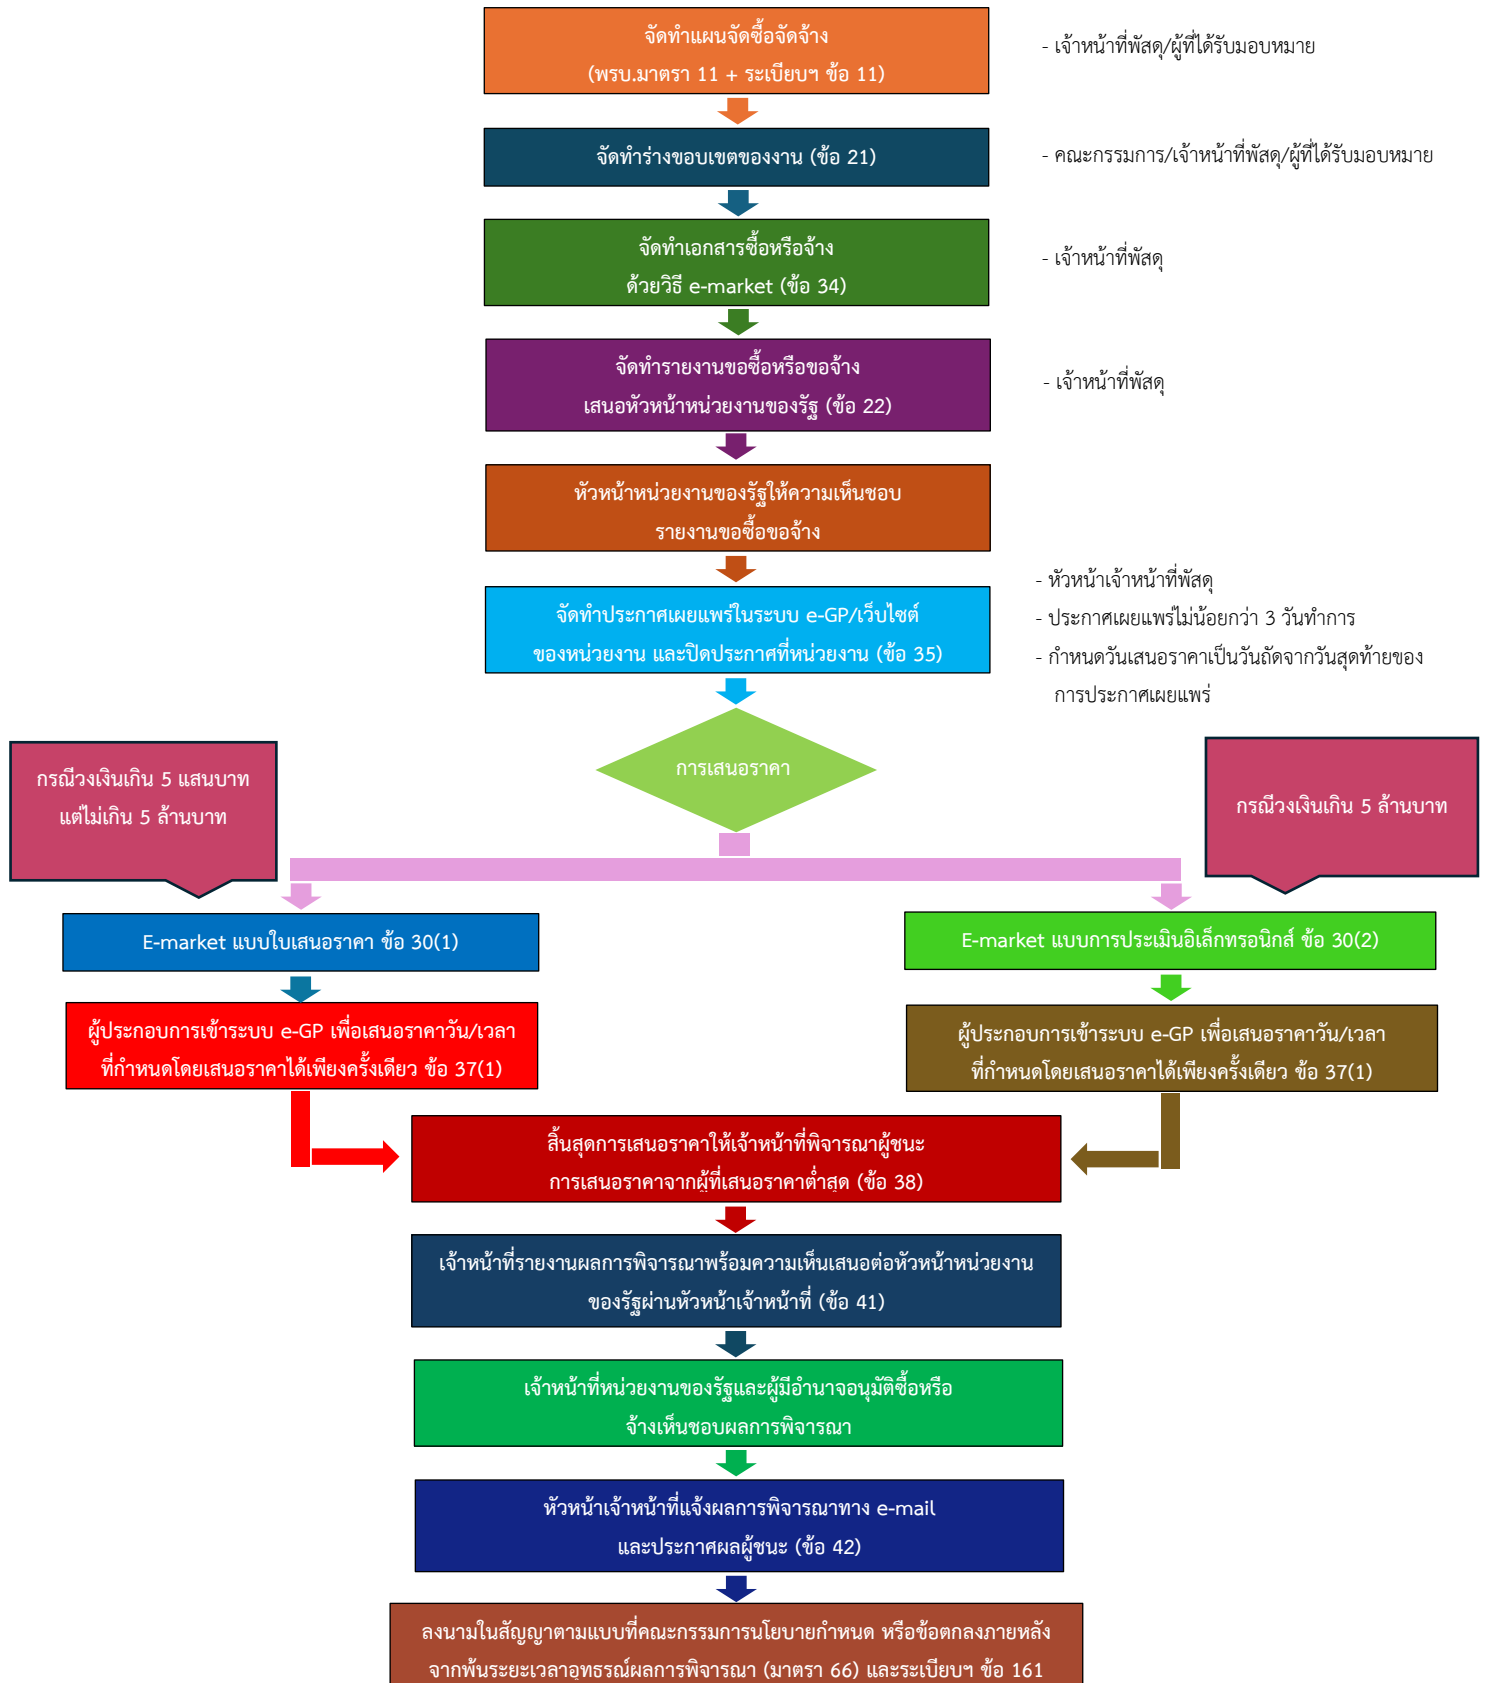 จัดทำแผนจัดซื้อจัดจ้าง
(พรบ.มาตรา 11 + ระเบียบฯ ข้อ 11)
- เจ้าหน้าที่พัสดุ/ผู้ที่ได้รับมอบหมาย
จัดทำร่างขอบเขตของงาน (ข้อ 21)
- คณะกรรมการ/เจ้าหน้าที่พัสดุ/ผู้ที่ได้รับมอบหมาย
จัดทำเอกสารซื้อหรือจ้าง
ด้วยวิธี e-market (ข้อ 34)
- เจ้าหน้าที่พัสดุ
จัดทำรายงานขอซื้อหรือขอจ้าง
เสนอหัวหน้าหน่วยงานของรัฐ (ข้อ 22)
- เจ้าหน้าที่พัสดุ
หัวหน้าหน่วยงานของรัฐให้ความเห็นชอบ
รายงานขอซื้อขอจ้าง
จัดทำประกาศเผยแพร่ในระบบ e-GP/เว็บไซต์
ของหน่วยงาน และปิดประกาศที่หน่วยงาน (ข้อ 35)
- หัวหน้าเจ้าหน้าที่พัสดุ
- ประกาศเผยแพร่ไม่น้อยกว่า 3 วันทำการ
- กำหนดวันเสนอราคาเป็นวันถัดจากวันสุดท้ายของ
การประกาศเผยแพร่
การเสนอราคา
กรณีวงเงินเกิน 5 แสนบาท
แต่ไม่เกิน 5 ล้านบาท
กรณีวงเงินเกิน 5 ล้านบาท
E-market แบบใบเสนอราคา ข้อ 30(1)
E-market แบบการประเมินอิเล็กทรอนิกส์ ข้อ 30(2)
ผู้ประกอบการเข้าระบบ e-GP เพื่อเสนอราคาวัน/เวลา
ที่กำหนดโดยเสนอราคาได้เพียงครั้งเดียว ข้อ 37(1)
ผู้ประกอบการเข้าระบบ e-GP เพื่อเสนอราคาวัน/เวลา
ที่กำหนดโดยเสนอราคาได้เพียงครั้งเดียว ข้อ 37(1)
สิ้นสุดการเสนอราคาให้เจ้าหน้าที่พิจารณาผู้ชนะ
การเสนอราคาจากผู้ที่เสนอราคาต่ำสุด (ข้อ 38)
เจ้าหน้าที่รายงานผลการพิจารณาพร้อมความเห็นเสนอต่อหัวหน้าหน่วยงาน
ของรัฐผ่านหัวหน้าเจ้าหน้าที่ (ข้อ 41)
เจ้าหน้าที่หน่วยงานของรัฐและผู้มีอำนาจอนุมัติซื้อหรือ
จ้างเห็นชอบผลการพิจารณา
หัวหน้าเจ้าหน้าที่แจ้งผลการพิจารณาทาง e-mail
และประกาศผลผู้ชนะ (ข้อ 42)
ลงนามในสัญญาตามแบบที่คณะกรรมการนโยบายกำหนด หรือข้อตกลงภายหลัง
จากพ้นระยะเวลาอุทธรณ์ผลการพิจารณา (มาตรา 66) และระเบียบฯ ข้อ 161